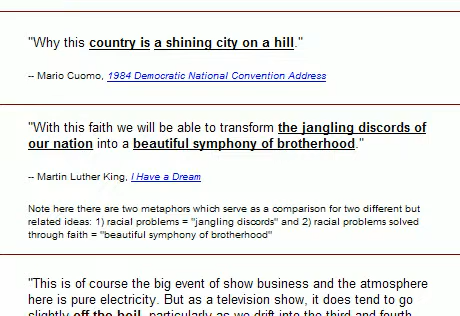 "Why this country is a shining city on a hill."
-- Mario Cuomo, 1984 Democratic National Convention Address
"With this faith we will be able to transform the jangling discords of
our nation into a beautiful symphony of brotherhood."
-- Martin Luther King, I Have a Dream
Note here there are two metaphors which serve as a comparison for two different but
related ideas: 1) racial problems = "jangling discords" and 2) racial problems solved
through faith = "beautiful symphony of brotherhood"
"This is of course the big event of show business and the atmosphere
here is pure electricity. But as a television show, it does tend to go
slightly off the boil, particularly as we drift into the third and fourth